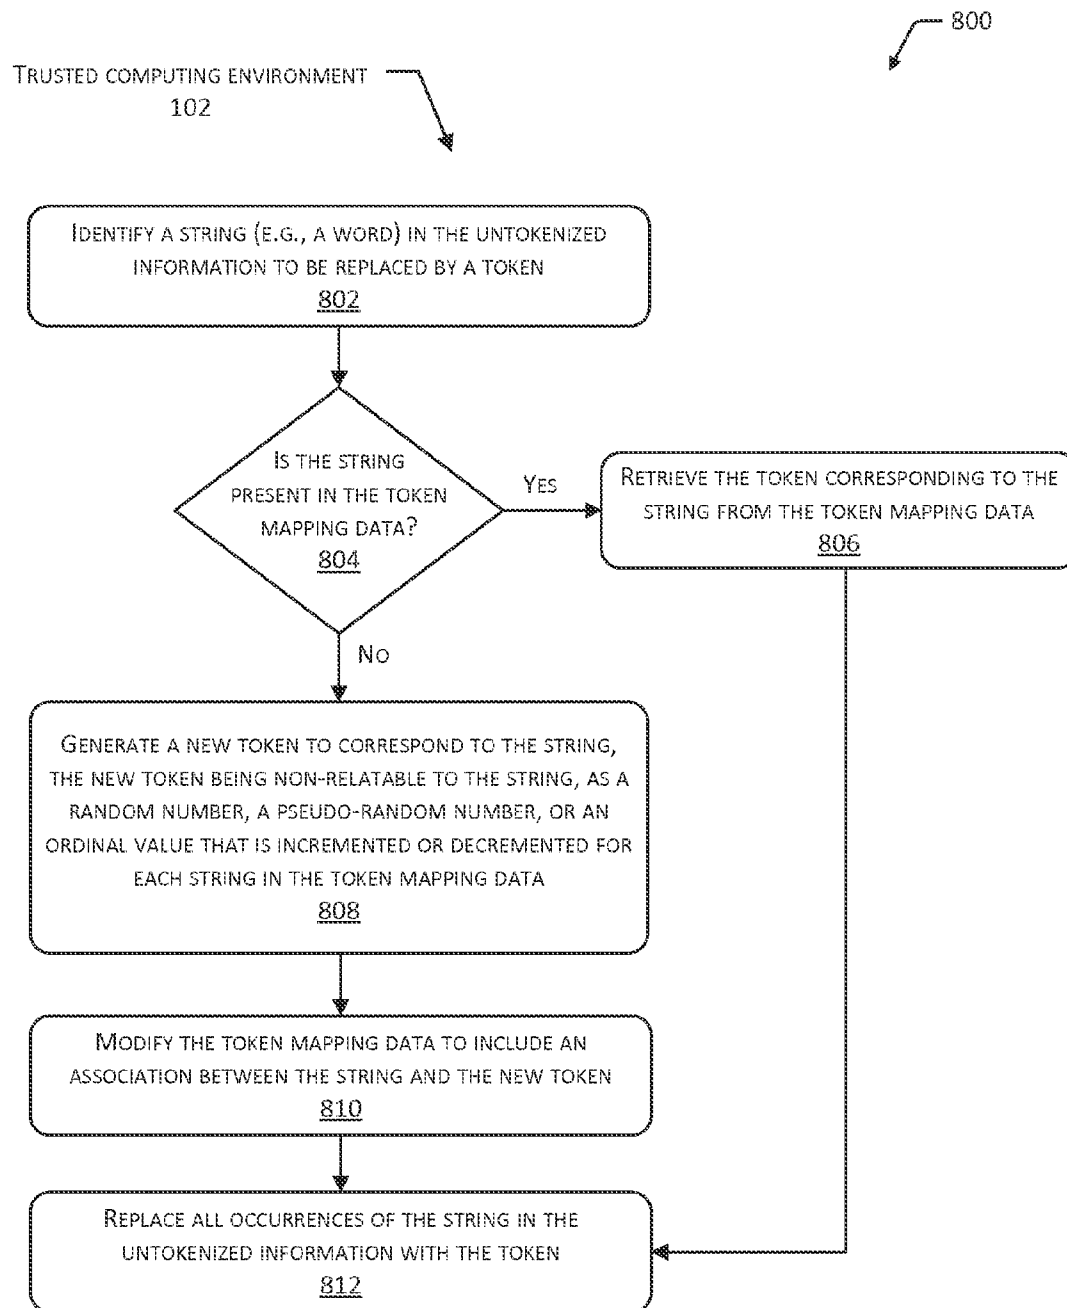 800
Trusted computing environment
102
Identify a string (e.g., a word) in the untokenized
information to be replaced by a token
802
Is the string
present in the token
mapping data?
804
Yes
Retrieve the token corresponding to the
string from the token mapping data
806
No
Generate a new token to correspond to the string,
the new token being non-relatable to the string, as a
random number, a pseudo-random number, or an
ordinal value that is incremented or decremented for
each string in the token mapping data
808
Modify the token mapping data to include an
association between the string and the new token
810
Replace all occurrences of the string in the
untokenized information with the token
812